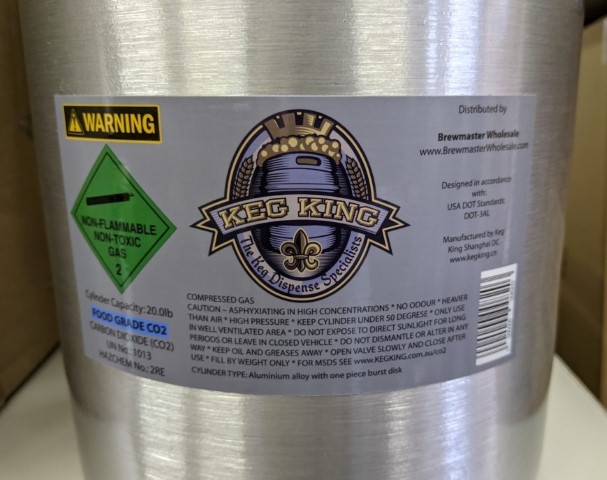 WARNING
NON-FLAMMABLE
NON-TOXIC
GAS
2
Cylinder Capacity: 20.0lb
FOOD GRADE CO2
CARBON DIOXIDE (CO2)
UN No.: 1013
HAZCHEM No.: 2RE
KEG KING
The Keg Dispense Specialists
Distributed by
Brewmaster Wholesale
www.BrewmasterWholesale.com
Designed in accordance
with:
USA DOT Standards:
DOT-3AL
Manufactured by Keg
King Shanghai DC.
www.kegking.cn
COMPRESSED GAS
CAUTION – ASPHYXIATING IN HIGH CONCENTRATIONS * NO ODOUR * HEAVIER
THAN AIR * HIGH PRESSURE * KEEP CYLINDER UNDER 50 DEGRESE * ONLY USE
IN WELL VENTILATED AREA * DO NOT EXPOSE TO DIRECT SUNLIGHT FOR LONG
PERIODS OR LEAVE IN CLOSED VEHICLE * DO NOT DISMANTLE OR ALTER IN ANY
WAY * KEEP OIL AND GREASES AWAY * OPEN VALVE SLOWLY AND CLOSE AFTER
USE * FILL BY WEIGHT ONLY * FOR MSDS SEE www.KEGKING.com.au/co2
CYLINDER TYPE: Aluminium alloy with one piece burst disk